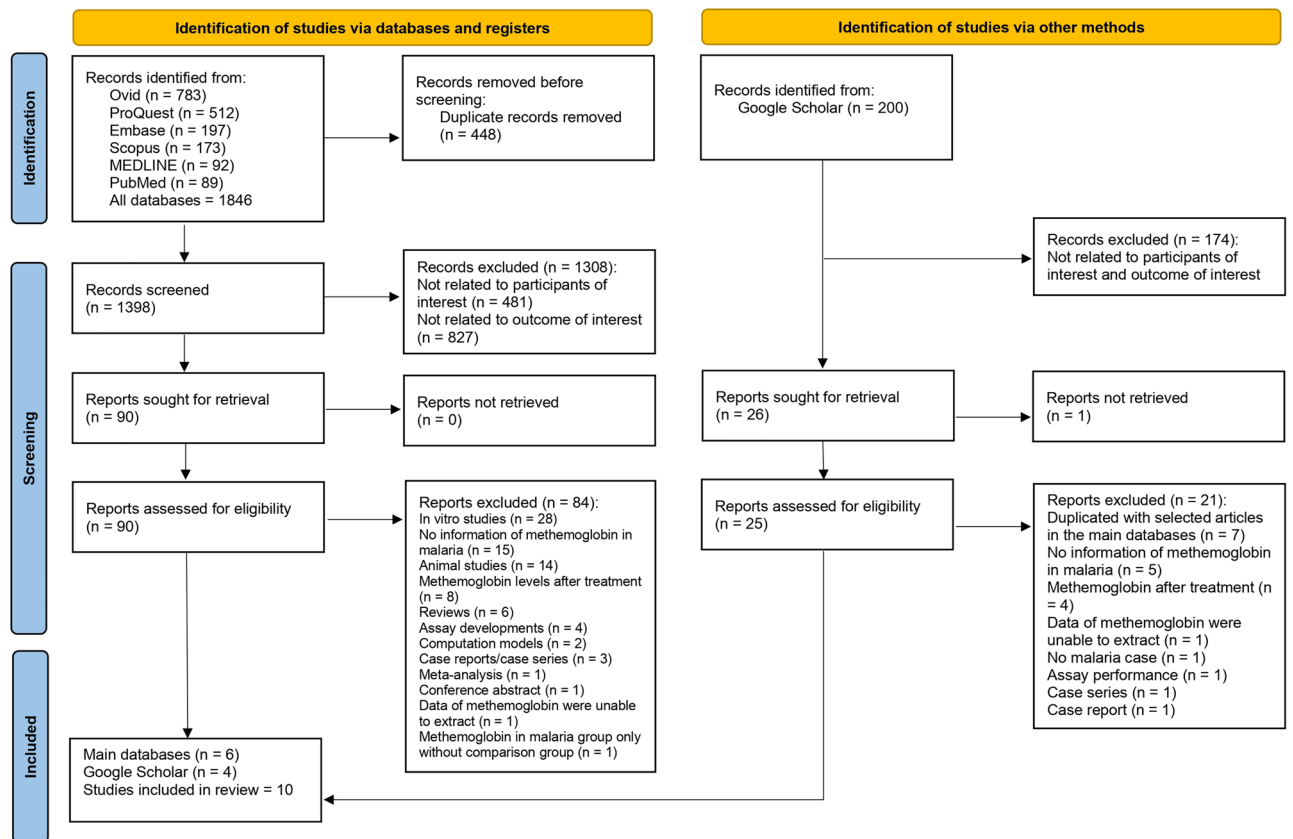 Identification of studies via databases and registers
Identification of studies via other methods
Identification
Records identified from:
Ovid (n = 783)
ProQuest (n = 512)
Embase (n = 197)
Scopus (n = 173)
MEDLINE (n = 92)
PubMed (n = 89)
All databases = 1846
Records removed before
screening:
Duplicate records removed
(n = 448)
Records identified from:
Google Scholar (n = 200)
Screening
Records screened
(n = 1398)
Records excluded (n = 1308):
Not related to participants of
interest (n = 481)
Not related to outcome of interest
(n = 827)
Records excluded (n = 174):
Not related to participants of
interest and outcome of interest
Reports sought for retrieval
(n = 90)
Reports not retrieved
(n = 0)
Reports sought for retrieval
(n = 26)
Reports not retrieved
(n = 1)
Reports assessed for eligibility
(n = 90)
Reports excluded (n = 84):
In vitro studies (n = 28)
No information of methemoglobin in
malaria (n = 15)
Animal studies (n = 14)
Methemoglobin levels after treatment
(n = 8)
Reviews (n = 6)
Assay developments (n = 4)
Computation models (n = 2)
Case reports/case series (n = 3)
Meta-analysis (n = 1)
Conference abstract (n = 1)
Data of methemoglobin were unable
to extract (n = 1)
Methemoglobin in malaria group only
without comparison group (n = 1)
Reports assessed for eligibility
(n = 25)
Reports excluded (n = 21):
Duplicated with selected articles
in the main databases (n = 7)
No information of methemoglobin
in malaria (n = 5)
Methemoglobin after treatment (n
= 4)
Data of methemoglobin were
unable to extract (n = 1)
No malaria case (n = 1)
Assay performance (n = 1)
Case series (n = 1)
Case report (n = 1)
Included
Main databases (n = 6)
Google Scholar (n = 4)
Studies included in review = 10